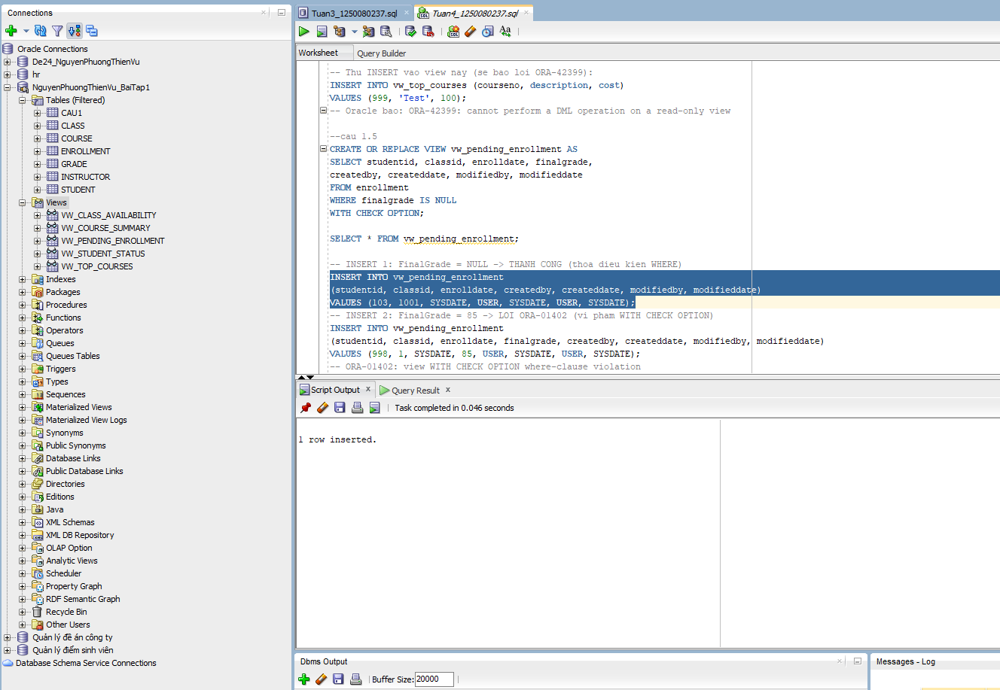 Connections
Oracle Connections
De24_NguyenPhuongThienVu
hr
NguyenPhuongThienVu_BaiTap1
Tables (Filtered)
CAU1
CLASS
COURSE
ENROLLMENT
GRADE
INSTRUCTOR
STUDENT
Views
VW_CLASS_AVAILABILITY
VW_COURSE_SUMMARY
VW_PENDING_ENROLLMENT
VW_STUDENT_STATUS
VW_TOP_COURSES
Indexes
Packages
Procedures
Functions
Operators
Queues
Queues Tables
Triggers
Types
Sequences
Materialized Views
Materialized View Logs
Synonyms
Public Synonyms
Database Links
Public Database Links
Directories
Editions
Java
XML Schemas
XML DB Repository
OLAP Option
Analytic Views
Scheduler
Property Graph
RDF Semantic Graph
Recycle Bin
Other Users
Quản lý đề án công ty
Quản lý điểm sinh viên
Database Schema Service Connections
Tuan3_1250080237.sql
Tuan4_1250080237.sql
Worksheet
Query Builder
-- Thu INSERT vao view nay (se bao loi ORA-42399):
INSERT INTO vw_top_courses (courseno, description, cost)
VALUES (999, 'Test', 100);
-- Oracle bao: ORA-42399: cannot perform a DML operation on a read-only view
--cau 1.5
CREATE OR REPLACE VIEW vw_pending_enrollment AS
SELECT studentid, classid, enrolldate, finalgrade,
createdby, createddate, modifiedby, modifieddate
FROM enrollment
WHERE finalgrade IS NULL
WITH CHECK OPTION;
SELECT * FROM vw_pending_enrollment;
-- INSERT 1: FinalGrade = NULL -> THANH CONG (thoa dieu kien WHERE)
INSERT INTO vw_pending_enrollment
(studentid, classid, enrolldate, createdby, createddate, modifiedby, modifieddate)
VALUES (103, 1001, SYSDATE, USER, SYSDATE, USER, SYSDATE);
-- INSERT 2: FinalGrade = 85 -> LOI ORA-01402 (vi pham WITH CHECK OPTION)
INSERT INTO vw_pending_enrollment
(studentid, classid, enrolldate, finalgrade, createdby, createddate, modifiedby, modifieddate)
VALUES (998, 1, SYSDATE, 85, USER, SYSDATE, USER, SYSDATE);
-- ORA-01402: view WITH CHECK OPTION where-clause violation
Script Output
Query Result
Task completed in 0.046 seconds
1 row inserted.
Dbms Output
Buffer Size: 20000
Messages - Log